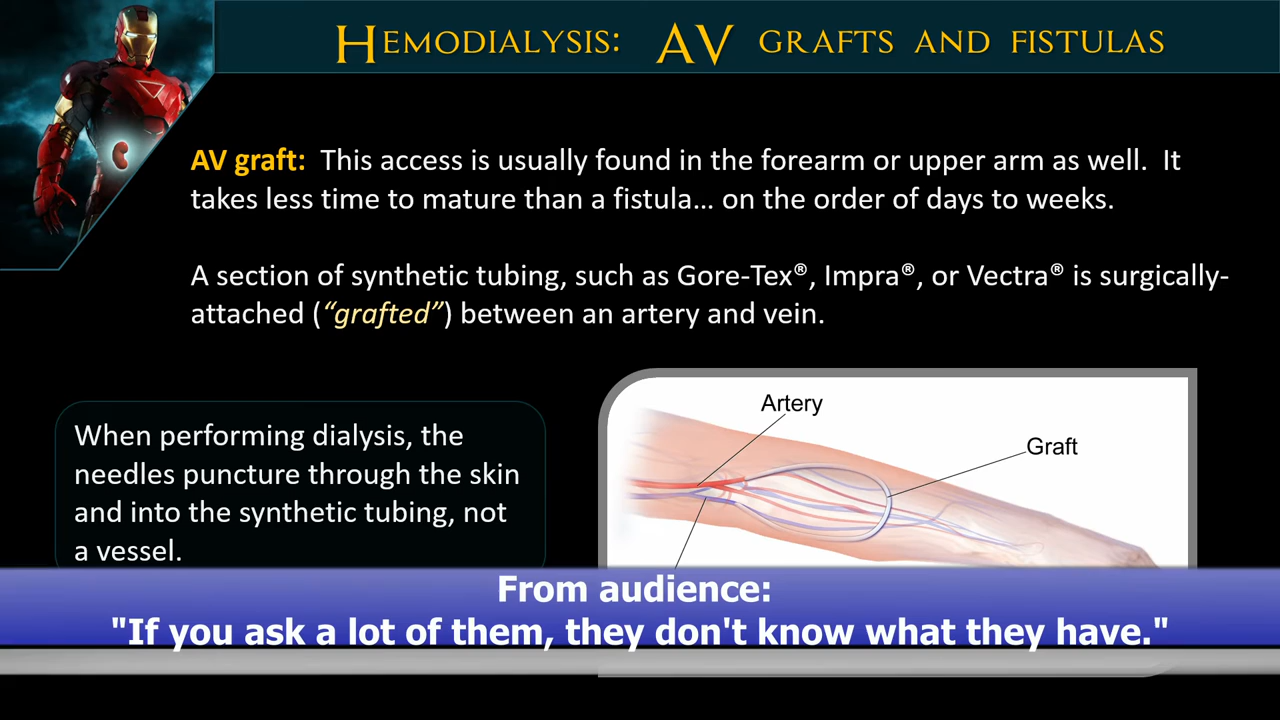 Hemodialysis: AV grafts and fistulas
AV graft: This access is usually found in the forearm or upper arm as well. It
takes less time to mature than a fistula... on the order of days to weeks.
A section of synthetic tubing, such as Gore-Tex®, Impra®, or Vectra® is surgically-
attached ("grafted") between an artery and vein.
When performing dialysis, the
needles puncture through the skin
and into the synthetic tubing, not
a vessel.
Artery
Graft
From audience:
"If you ask a lot of them, they don't know what they have."